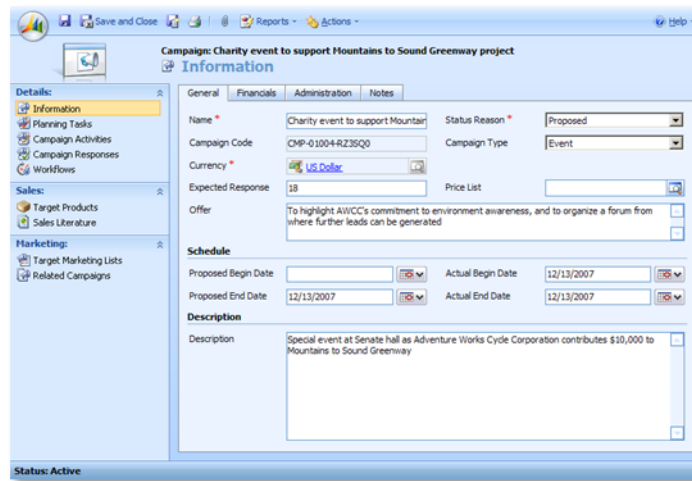 Save and Close
Reports
Actions
Help
Campaign: Charity event to support Mountains to Sound Greenway project
Information
Details:
Information
Planning Tasks
Campaign Activities
Campaign Responses
Workflows
Sales:
Target Products
Sales Literature
Marketing:
Target Marketing Lists
Related Campaigns
General Financials Administration Notes
Name * Charity event to support Mountain Status Reason * Proposed
Campaign Code CMP-01004-RZ3SQ0 Campaign Type Event
Currency * US Dollar
Expected Response 18 Price List
Offer To highlight AWCC's commitment to environment awareness, and to organize a forum from
where further leads can be generated
Schedule
Proposed Begin Date Actual Begin Date 12/13/2007
Proposed End Date 12/13/2007 Actual End Date 12/13/2007
Description
Description Special event at Senate hall as Adventure Works Cycle Corporation contributes $10,000 to
Mountains to Sound Greenway
Status: Active